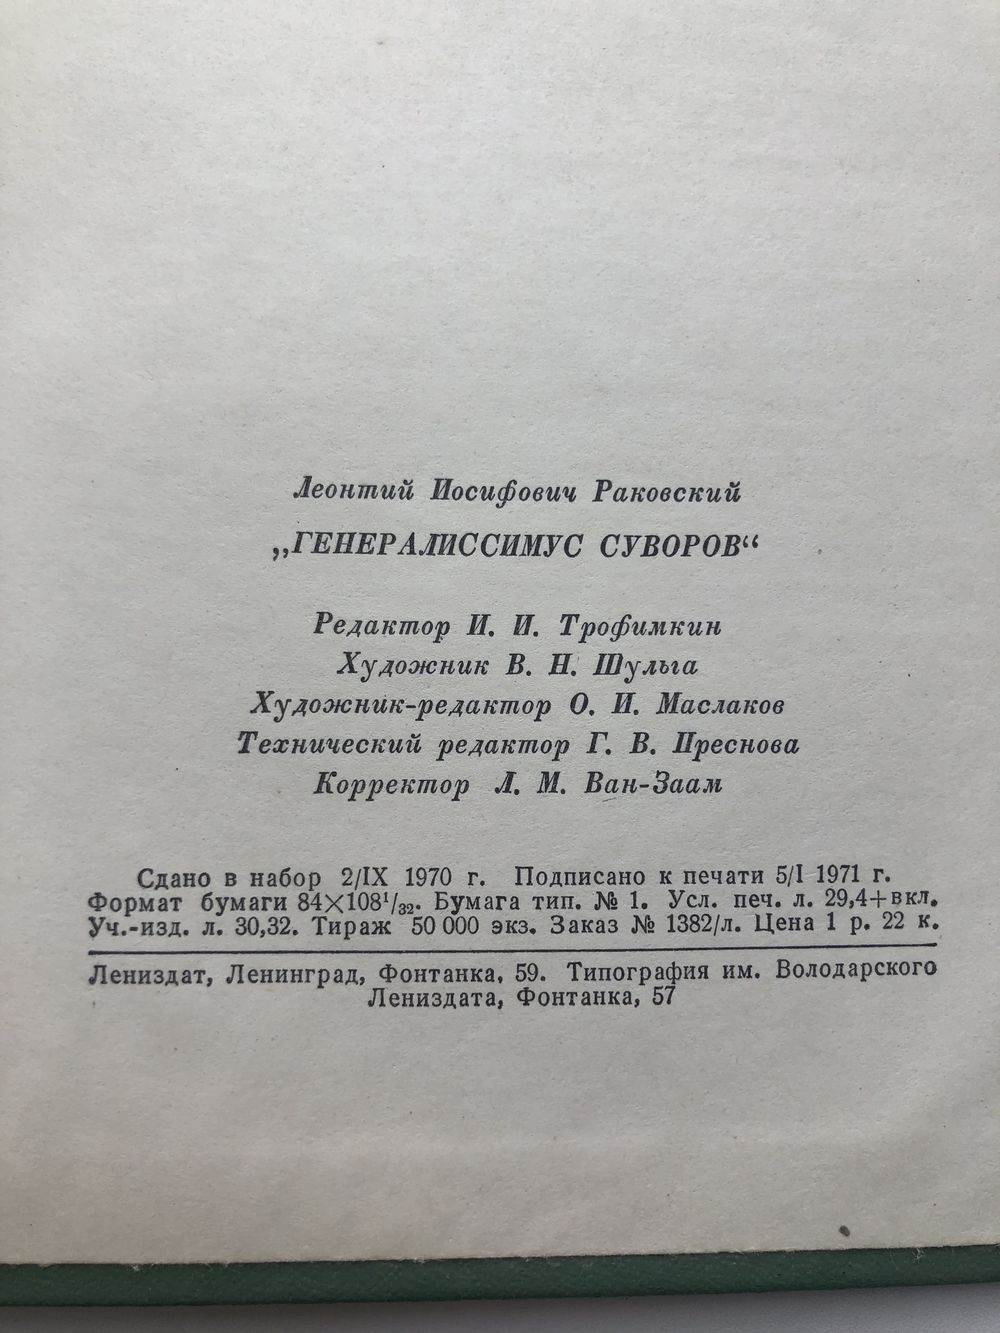 Леонтий Иосифович Раковский
„ГЕНЕРАЛИССИМУС СУВОРОВ“
Редактор И. И. Трофимкин
Художник В. Н. Шульга
Художник-редактор О. И. Маслаков
Технический редактор Г. В. Преснова
Корректор Л. М. Ван-Заам
Сдано в набор 2/IX 1970 г. Подписано к печати 5/I 1971 г.
Формат бумаги 84×108¹/₃₂. Бумага тип. № 1. Усл. печ. л. 29,4+вкл.
Уч.-изд. л. 30,32. Тираж 50 000 экз. Заказ № 1382/л. Цена 1 р. 22 к.
Лениздат, Ленинград, Фонтанка, 59. Типография им. Володарского
Лениздата, Фонтанка, 57